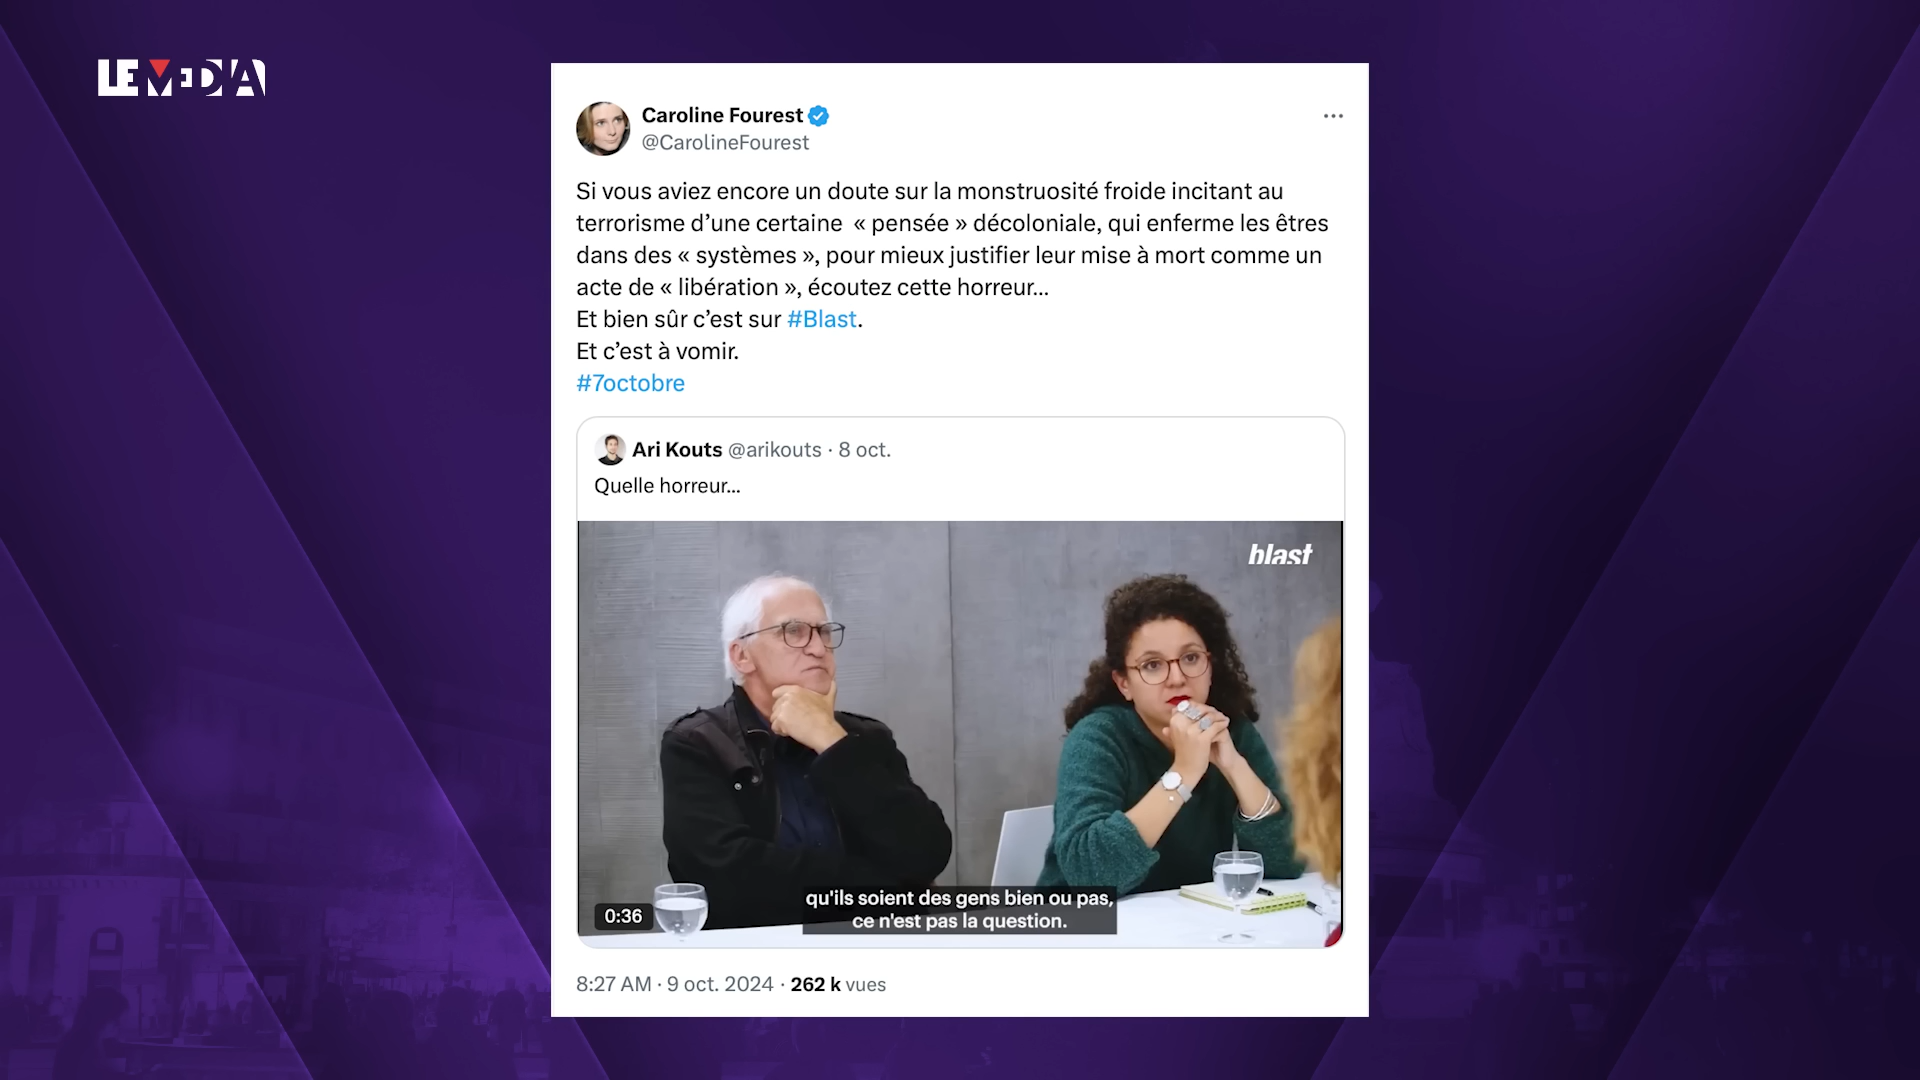 LE MEDIA
Caroline Fourest
@CarolineFourest
Si vous aviez encore un doute sur la monstruosité froide incitant au
terrorisme d’une certaine  « pensée » décoloniale, qui enferme les êtres
dans des « systèmes », pour mieux justifier leur mise à mort comme un
acte de « libération », écoutez cette horreur...
Et bien sûr c’est sur #Blast.
Et c’est à vomir.
#7octobre
Ari Kouts @arikouts · 8 oct.
Quelle horreur...
blast
qu'ils soient des gens bien ou pas,
ce n'est pas la question.
0:36
8:27 AM · 9 oct. 2024 · 262 k vues